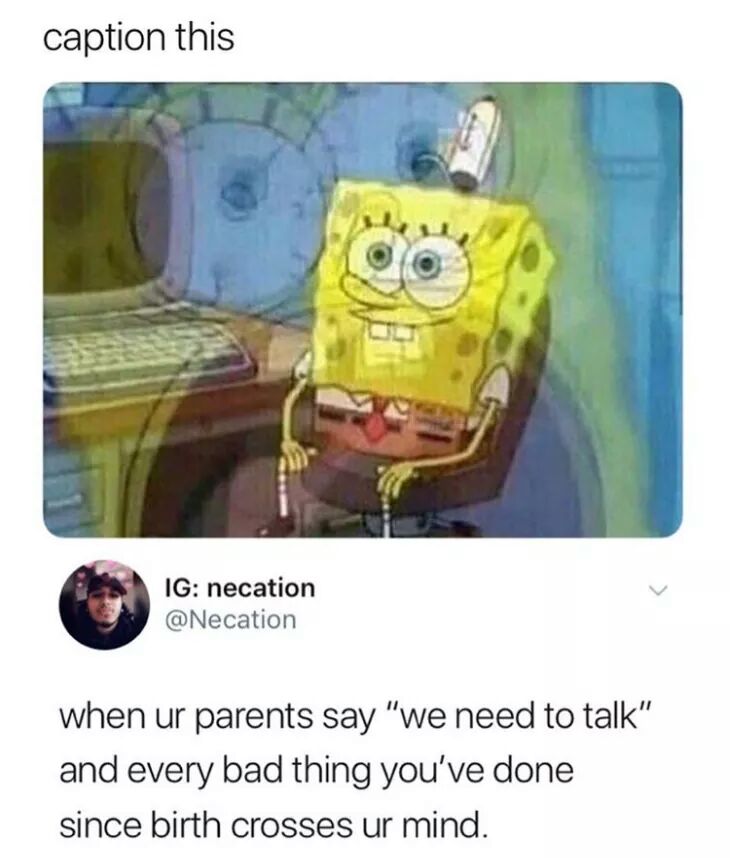 caption this
IG: necation
@Necation
when ur parents say "we need to talk"
and every bad thing you've done
since birth crosses ur mind.